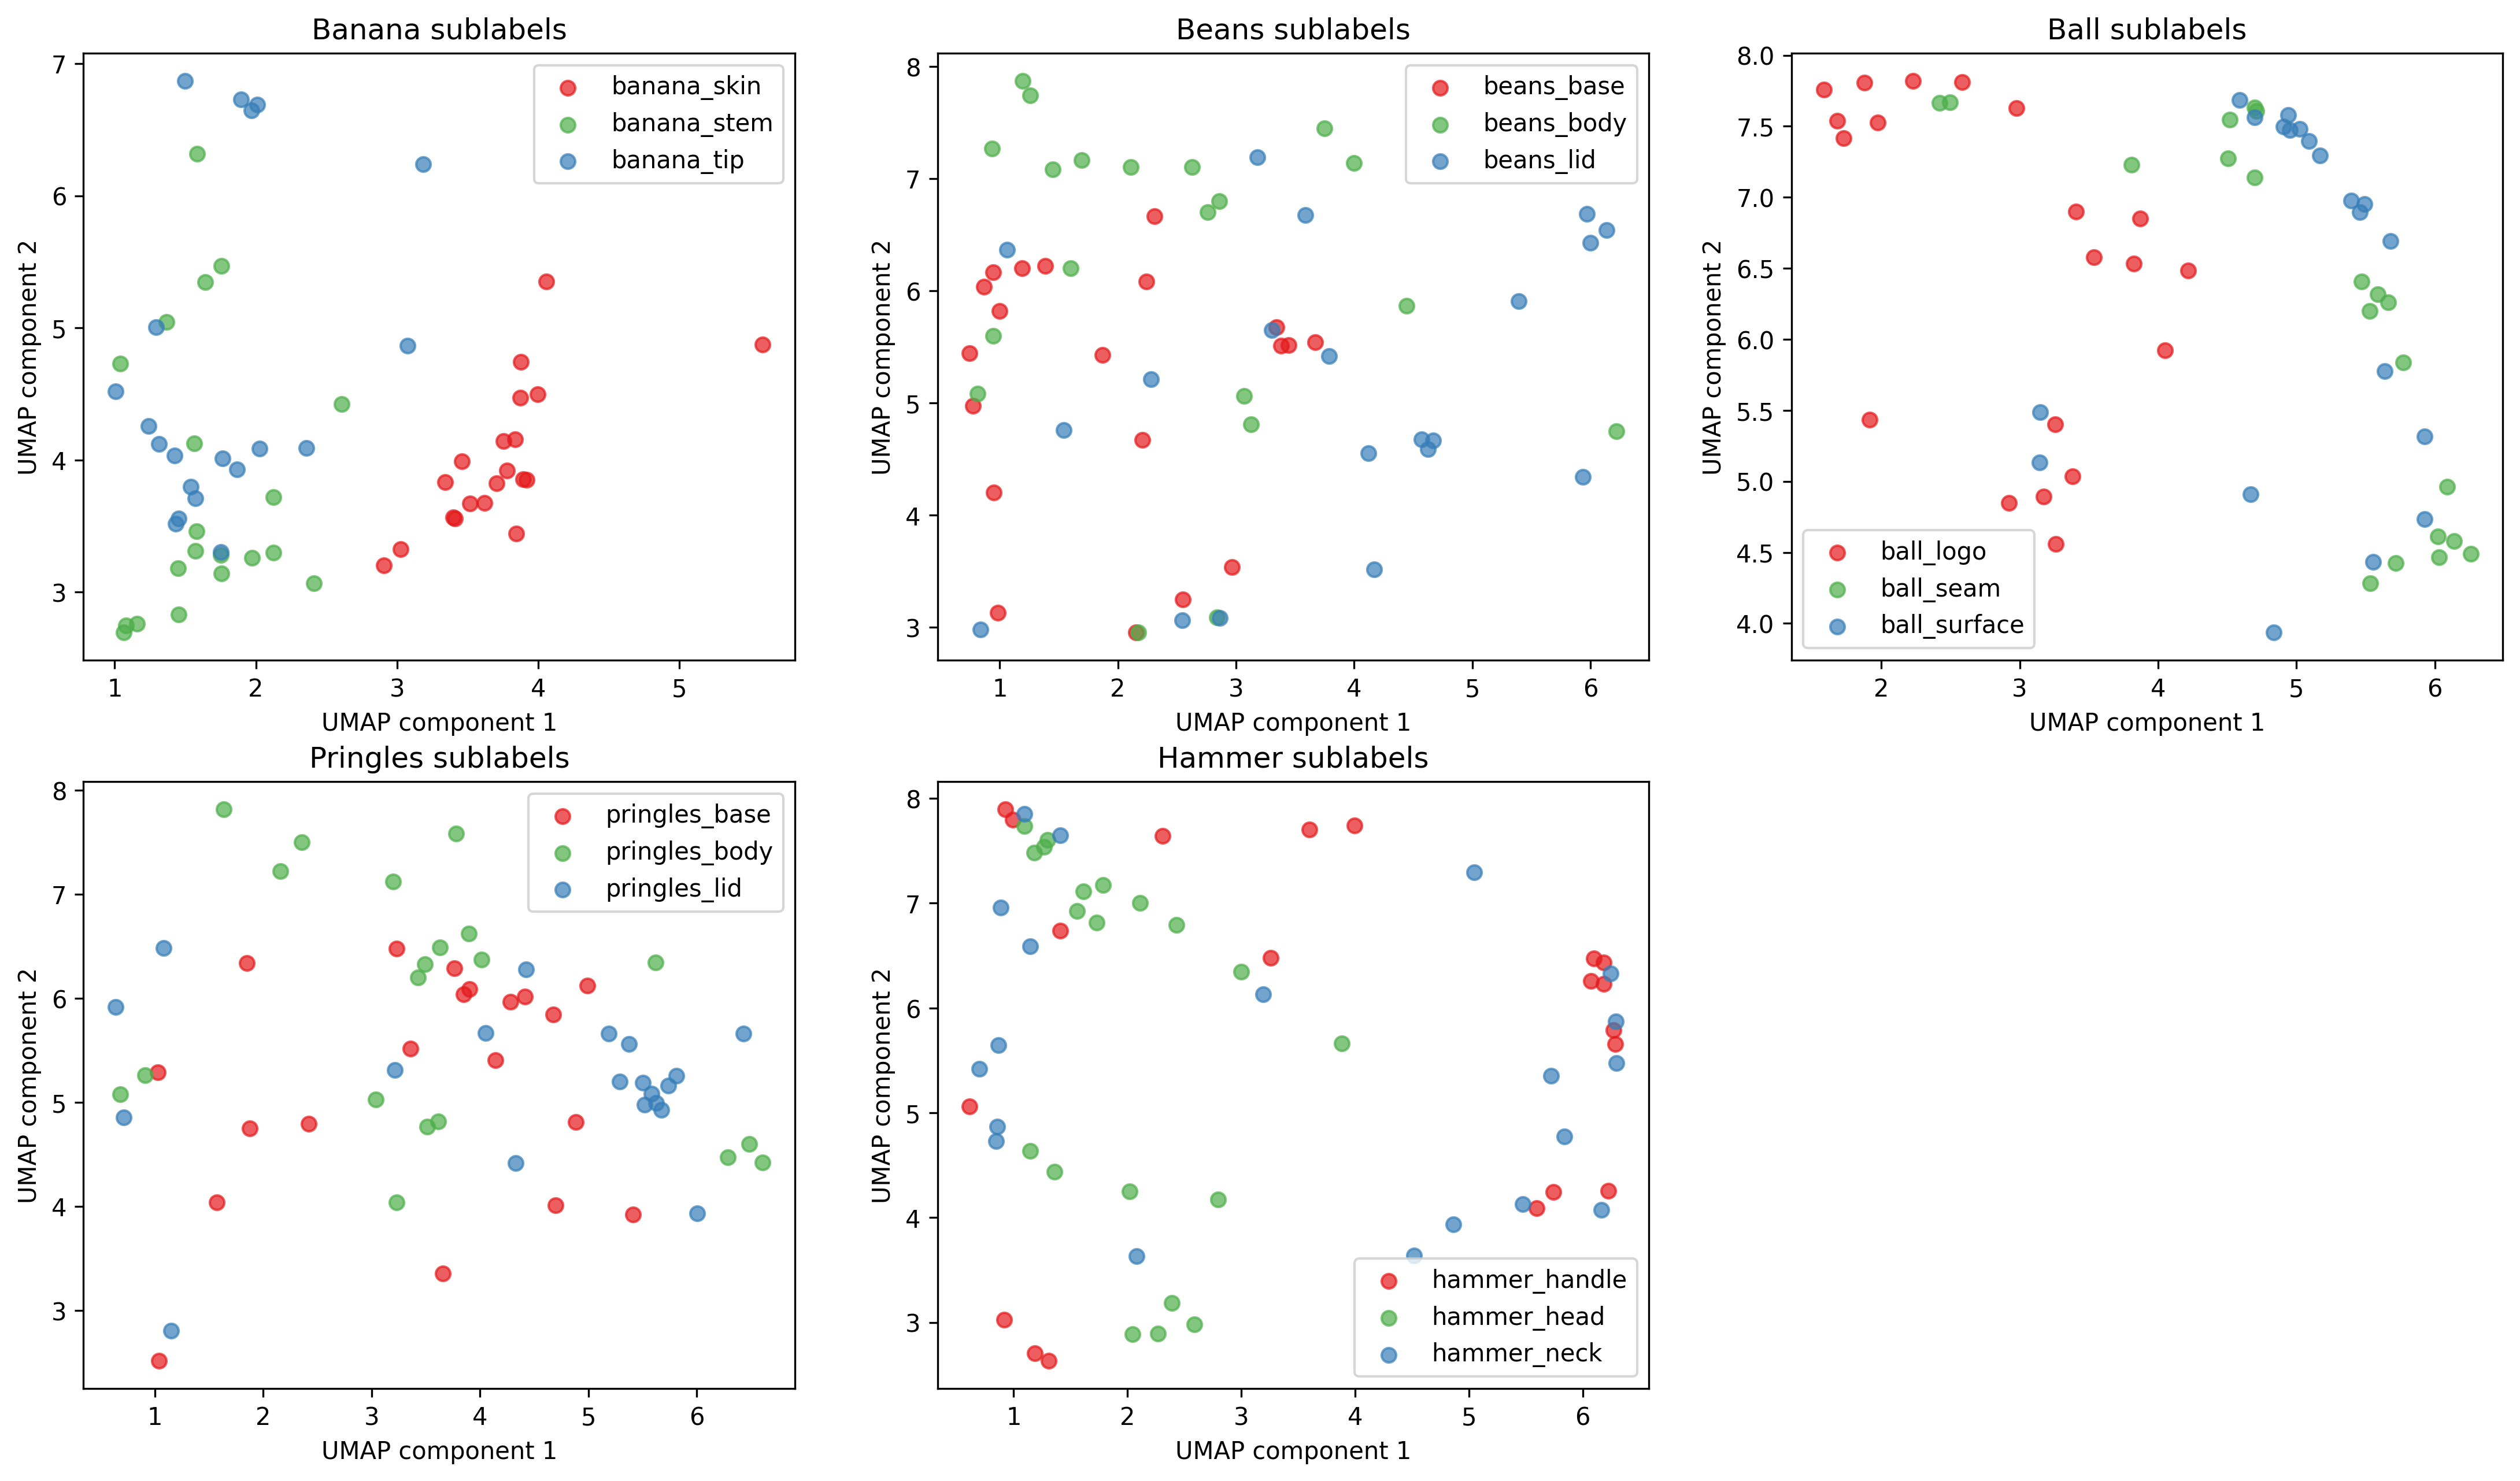 Banana sublabels
UMAP component 2
7
6
5
4
3
1 2 3 4 5
UMAP component 1
banana_skin
banana_stem
banana_tip
Beans sublabels
UMAP component 2
8
7
6
5
4
3
1 2 3 4 5 6
UMAP component 1
beans_base
beans_body
beans_lid
Ball sublabels
UMAP component 2
8.0
7.5
7.0
6.5
6.0
5.5
5.0
4.5
4.0
2 3 4 5 6
UMAP component 1
ball_logo
ball_seam
ball_surface
Pringles sublabels
UMAP component 2
8
7
6
5
4
3
1 2 3 4 5 6
UMAP component 1
pringles_base
pringles_body
pringles_lid
Hammer sublabels
UMAP component 2
8
7
6
5
4
3
1 2 3 4 5 6
UMAP component 1
hammer_handle
hammer_head
hammer_neck